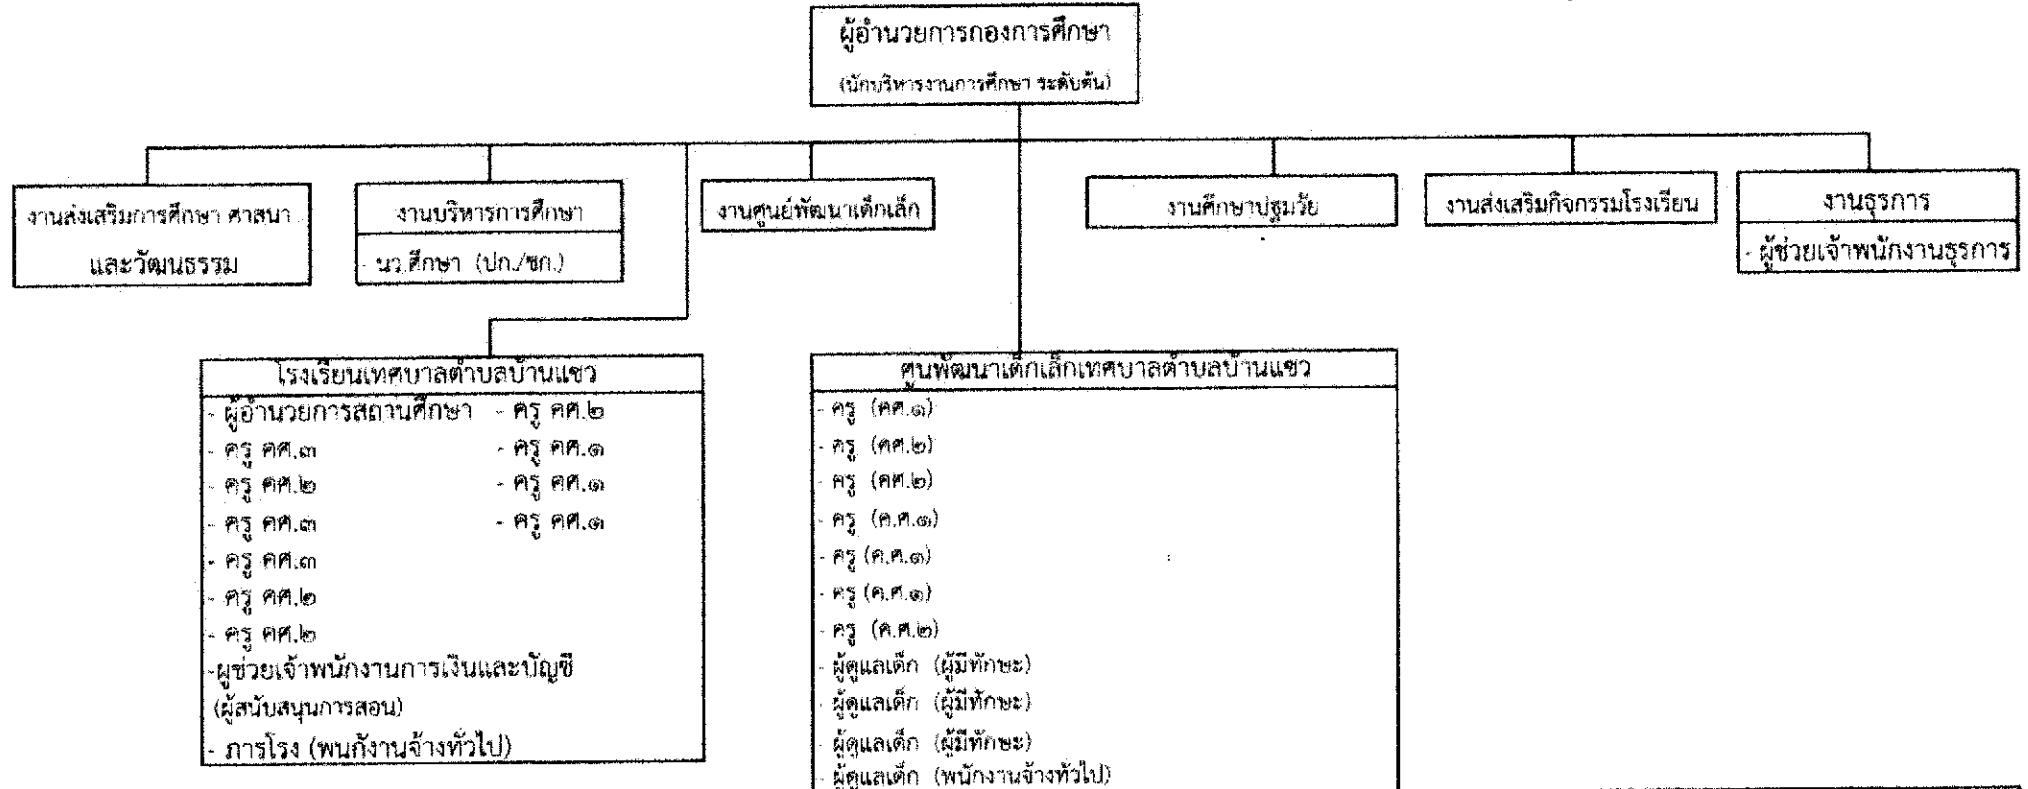 ผู้อำนวยการกองการศึกษา
(นักบริหารงานการศึกษา ระดับต้น)
งานส่งเสริมการศึกษา ศาสนา
และวัฒนธรรม
งานบริหารการศึกษา
- นว.ศึกษา (ปก./ชก.)
งานศูนย์พัฒนาเด็กเล็ก
งานศึกษาปฐมวัย
งานส่งเสริมกิจกรรมโรงเรียน
งานธุรการ
- ผู้ช่วยเจ้าพนักงานธุรการ
โรงเรียนเทศบาลตำบลบ้านแชว
- ผู้อำนวยการสถานศึกษา - ครู คศ.๒
- ครู คศ.๓ - ครู คศ.๑
- ครู คศ.๒ - ครู คศ.๑
- ครู คศ.๓ - ครู คศ.๑
- ครู คศ.๓
- ครู คศ.๒
- ครู คศ.๒
-ผู้ช่วยเจ้าพนักงานการเงินและบัญชี
(ผู้สนับสนุนการสอน)
- ภารโรง (พนกังานจ้างทั่วไป)
ศูนพัฒนาเด็กเล็กเทศบาลตำบลบ้านแชว
- ครู (คศ.๑)
- ครู (คศ.๒)
- ครู (คศ.๒)
- ครู (ค.ศ.๑)
- ครู (ค.ศ.๑)
- ครู (ค.ศ.๑)
- ครู (ค.ศ.๒)
- ผู้ดูแลเด็ก (ผู้มีทักษะ)
- ผู้ดูแลเด็ก (ผู้มีทักษะ)
- ผู้ดูแลเด็ก (ผู้มีทักษะ)
- ผู้ดูแลเด็ก (พนักงานจ้างทั่วไป)